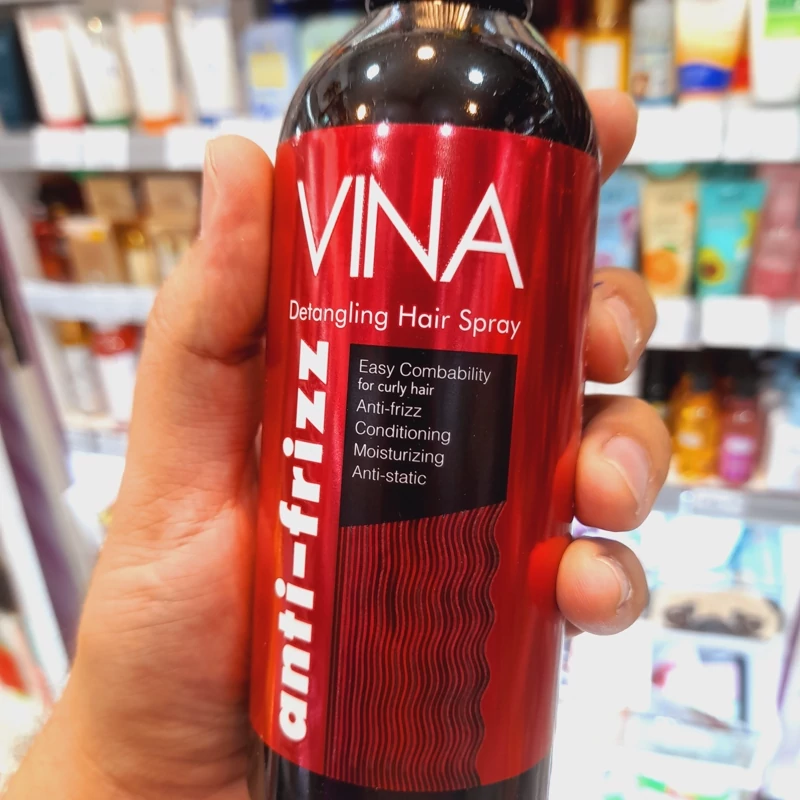 VINA
Detangling Hair Spray
anti-frizz
Easy Combability
for curly hair
Anti-frizz
Conditioning
Moisturizing
Anti-static